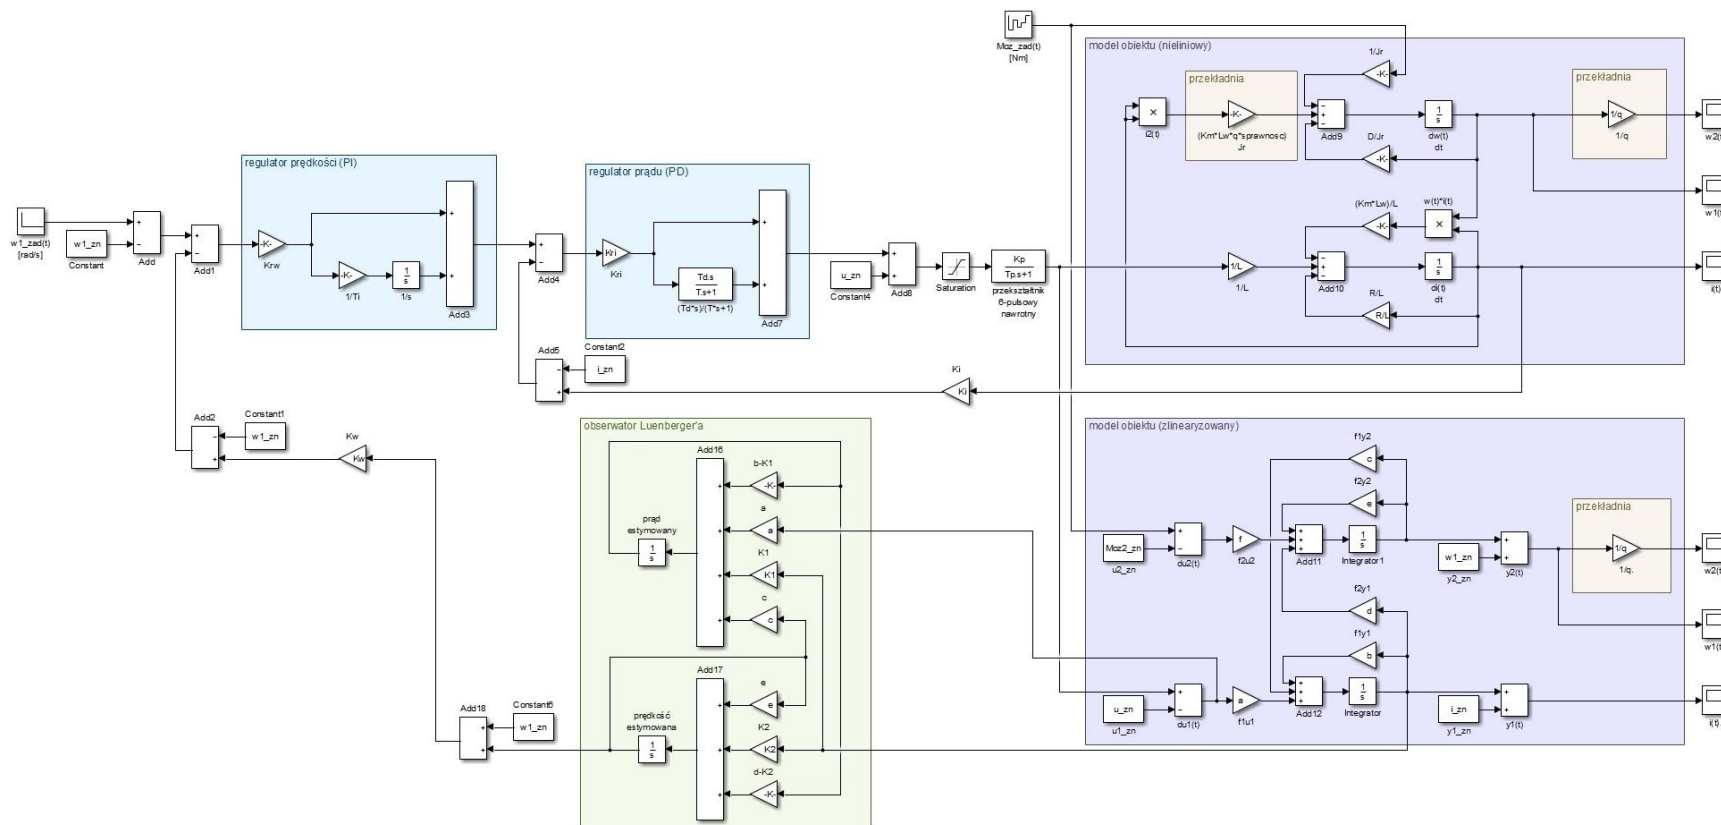 Moz_zad(t)
[Nm]
model obiektu (nieliniowy)
1/Jr
-K-
przekładnia
-K-
(Km*Lw*q*sprawnosc)
Jr
×
i2(t)
Add9
1
s
dw(t)
dt
D/Jr
-K-
przekładnia
1/q
1/q
w2(t
w1(t
(Km*Lw)/L
-K-
w(t)*i(t)
×
1/L
1/L
Add10
1
s
di(t)
dt
R/L
R/L
i(t)
regulator prędkości (PI)
w1_zad(t)
[rad/s]
w1_zn
Constant
Add
Add1
-K-
Krw
-K-
1/Ti
1
s
1/s
Add3
regulator prądu (PD)
Add4
Kri
Kri
Td.s
T.s+1
(Td*s)/(T*s+1)
Add7
u_zn
Constant4
Add8
Saturation
Kp
Tp.s+1
przekształtnik
6-pulsowy
nawrotny
Add5
Constant2
i_zn
Ki
Ki
Add2
Constant1
w1_zn
Kw
Kw
obserwator Luenberger'a
Add16
b-K1
-K-
a
a
prąd
estymowany
1
s
K1
K1
c
c
Add17
e
e
prędkość
estymowana
1
s
K2
K2
d-K2
-K-
Add18
Constant6
w1_zn
model obiektu (zlinearyzowany)
f1y2
c
f2y2
e
Moz2_zn
u2_zn
du2(t)
f
f2u2
Add11
1
s
Integrator1
w1_zn
y2_zn
y2(t)
przekładnia
1/q
1/q.
w2(t
f2y1
d
f1y1
b
w1(t
u_zn
u1_zn
du1(t)
a
f1u1
Add12
1
s
Integrator
i_zn
y1_zn
y1(t)
i(t).